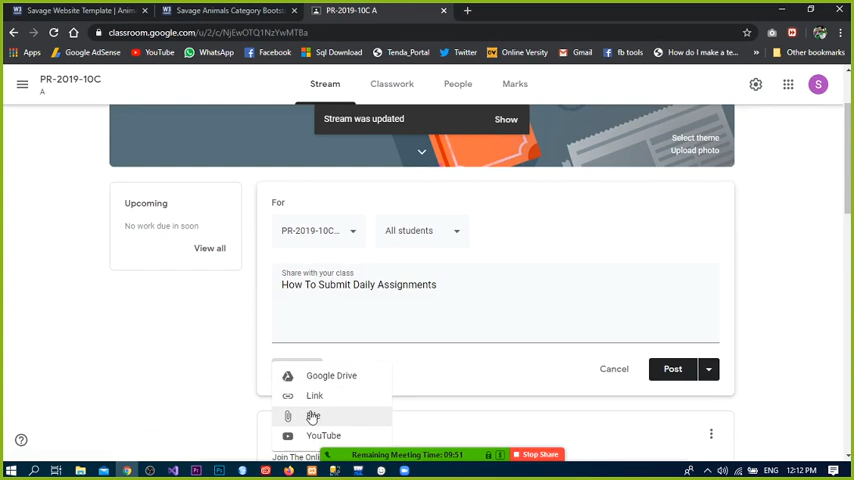 Savage Website Template | Anima
Savage Animals Category Bootst
PR-2019-10C A
classroom.google.com/u/2/c/NjEwOTQ1NzYwMTBa
Apps
Google AdSense
YouTube
WhatsApp
Facebook
Sql Download
Tenda_Portal
Twitter
Online Versity
Gmail
fb tools
How do I make a te...
Other bookmarks
PR-2019-10C
A
Stream
Classwork
People
Marks
S
Stream was updated
Show
Select theme
Upload photo
Upcoming
No work due in soon
View all
For
PR-2019-10C...
All students
Share with your class
How To Submit Daily Assignments
Google Drive
Link
File
YouTube
Cancel
Post
Join The Onli
Remaining Meeting Time: 09:51
Stop Share
ENG
12:12 PM